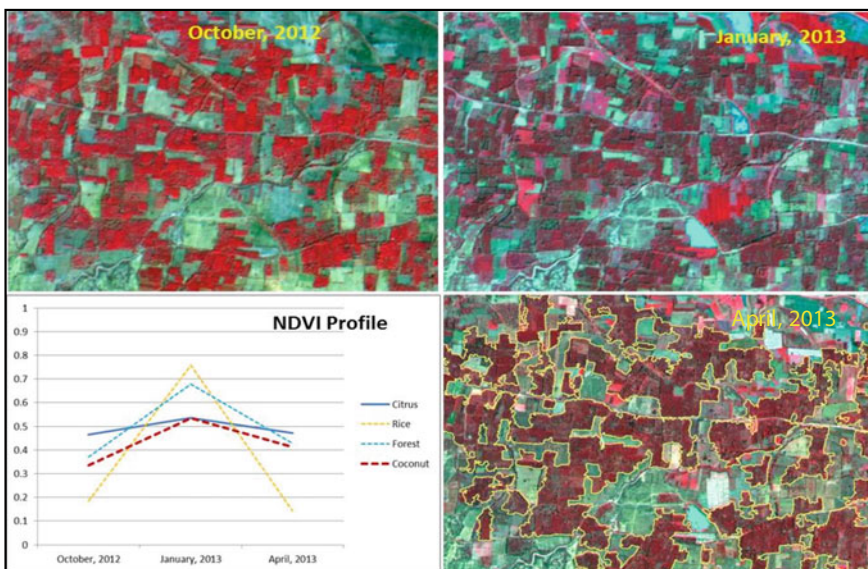 October, 2012
January, 2013
NDVI Profile
1
0.9
0.8
0.7
0.6
0.5
0.4
0.3
0.2
0.1
0
October, 2012 January, 2013 April, 2013
Citrus
Rice
Forest
Coconut
April, 2013